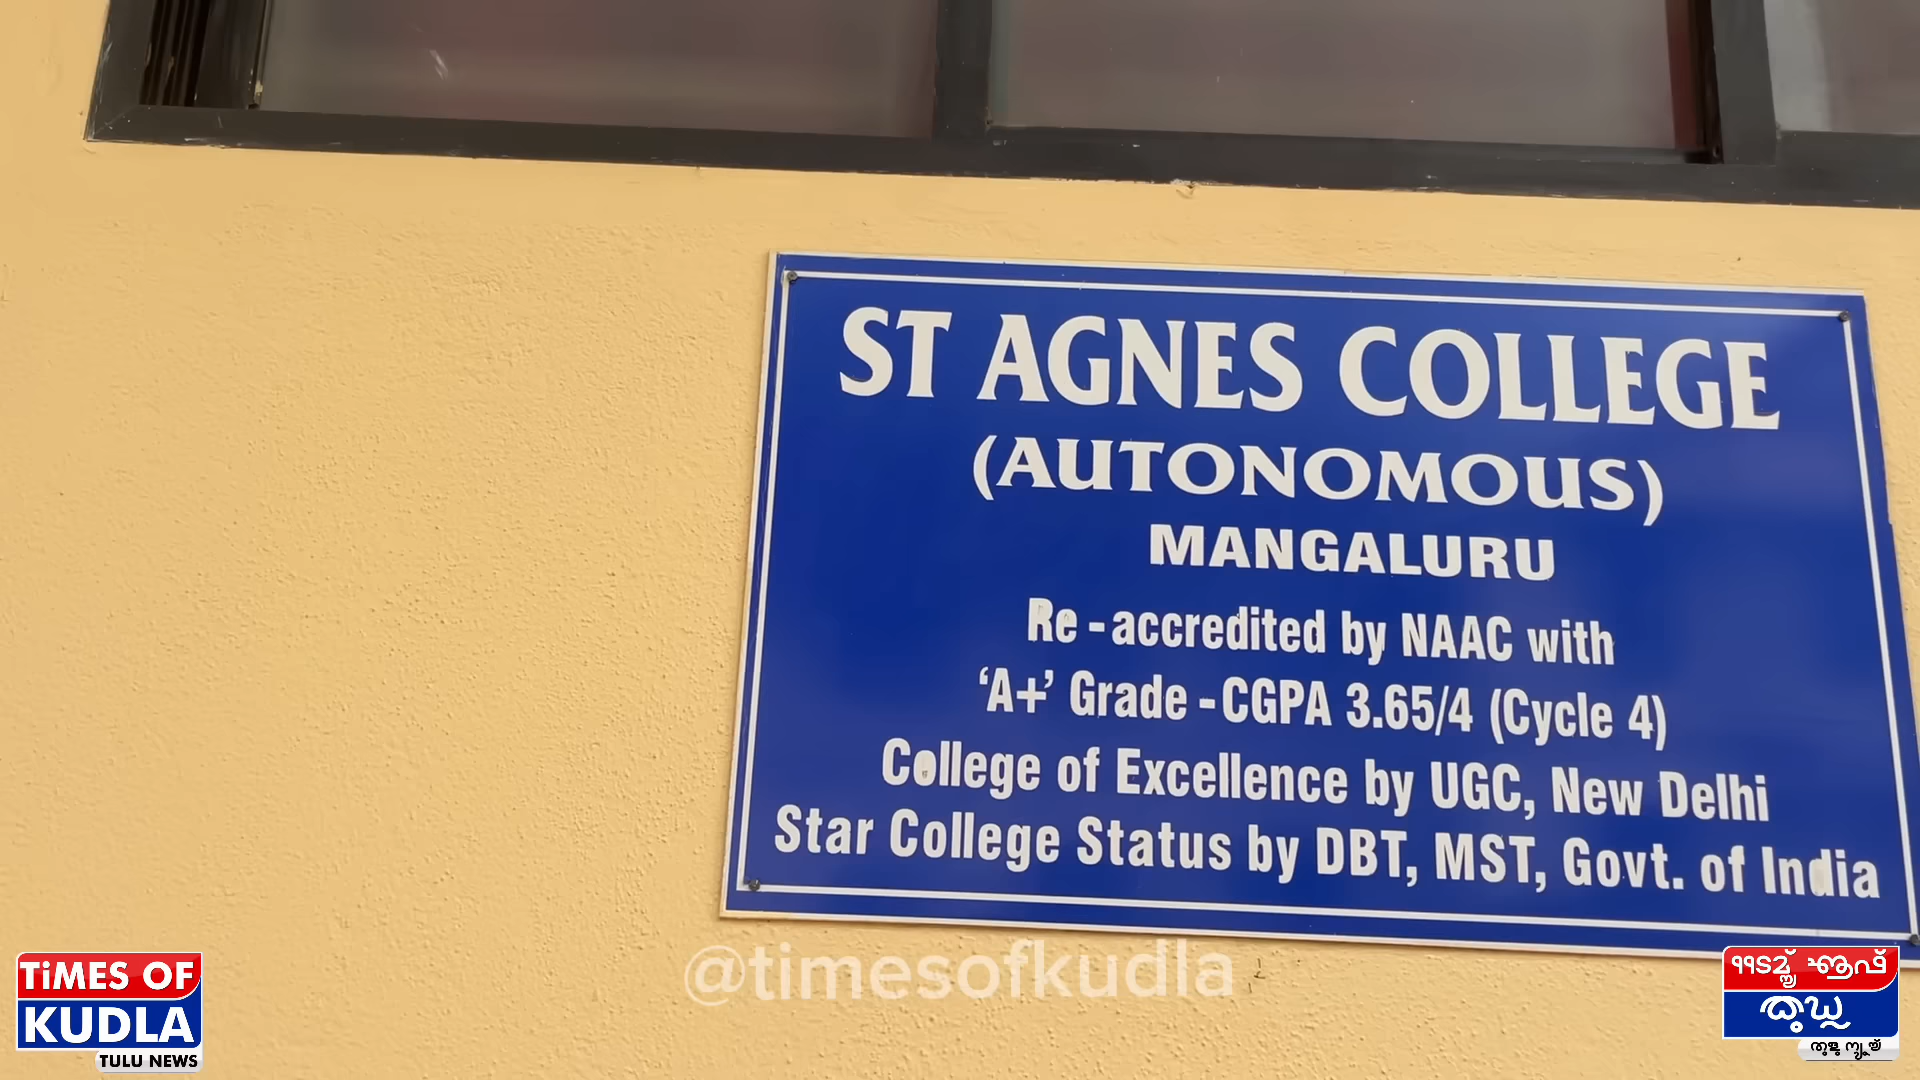 ST AGNES COLLEGE
(AUTONOMOUS)
MANGALURU
Re-accredited by NAAC with
‘A+’ Grade-CGPA 3.65/4 (Cycle 4)
College of Excellence by UGC, New Delhi
Star College Status by DBT, MST, Govt. of India
@timesofkudla
TiMES OF
KUDLA
TULU NEWS